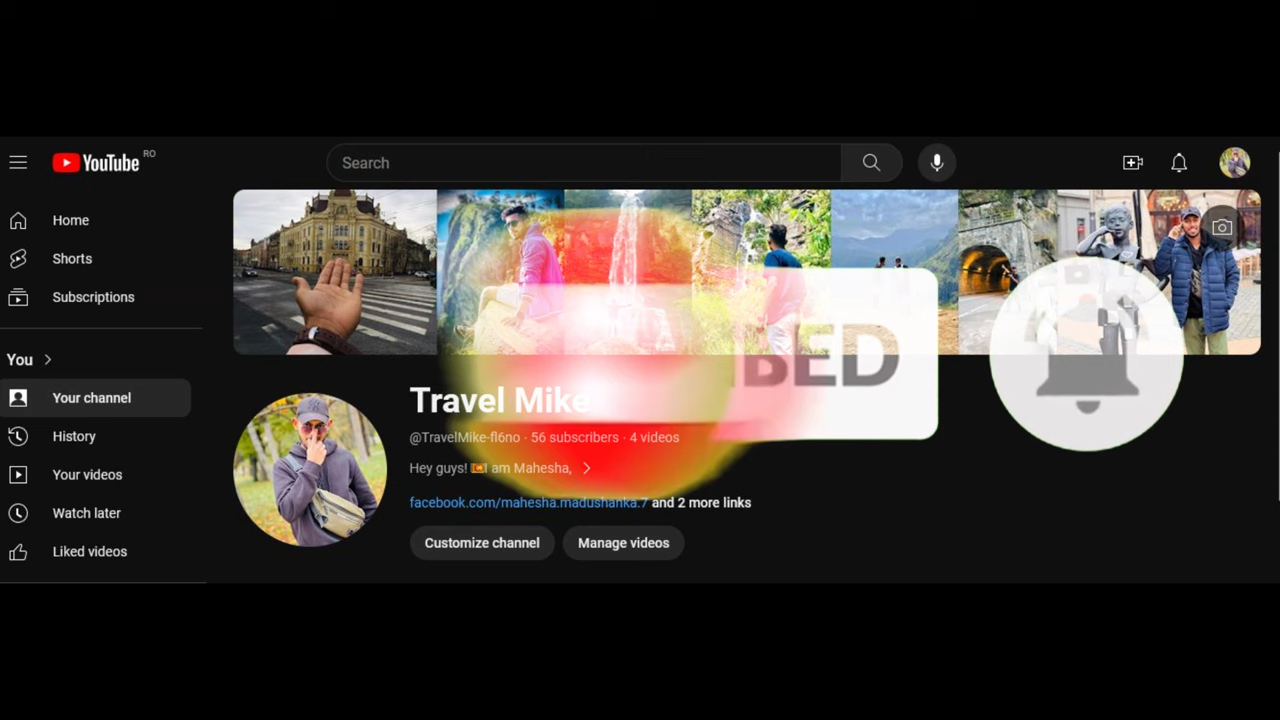 YouTube RO
Search
Home
Shorts
Subscriptions
You
Your channel
History
Your videos
Watch later
Liked videos
BED
Travel Mike
@TravelMike-fl6no · 56 subscribers · 4 videos
Hey guys! 🇱🇰I am Mahesha,
facebook.com/mahesha.madushanka.7 and 2 more links
Customize channel
Manage videos